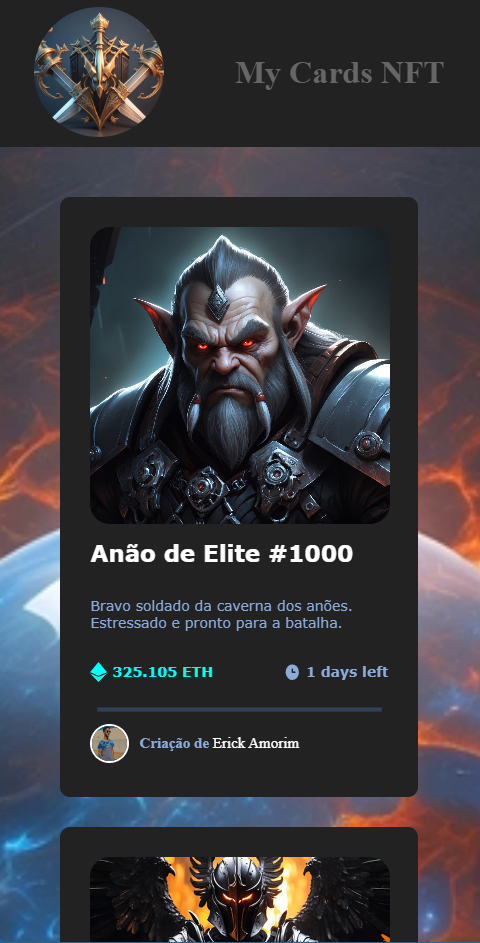 My Cards NFT
Anão de Elite #1000
Bravo soldado da caverna dos anões.
Estressado e pronto para a batalha.
325.105 ETH
1 days left
Criação de Erick Amorim